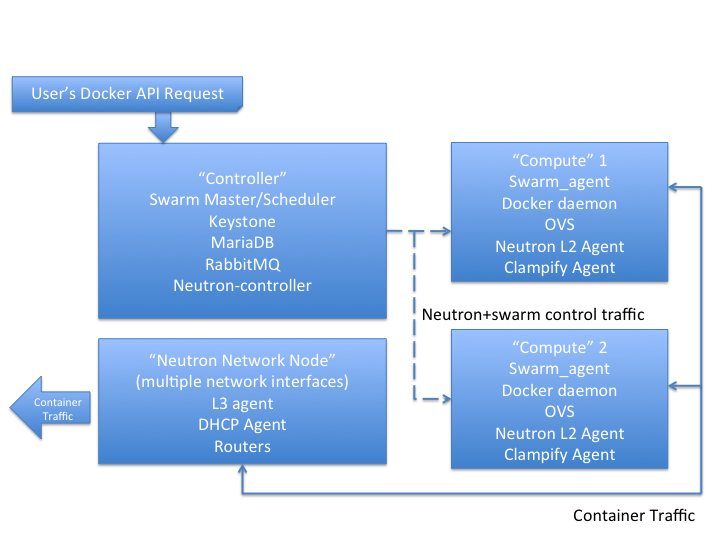 User’s Docker API Request
“Controller”
Swarm Master/Scheduler
Keystone
MariaDB
RabbitMQ
Neutron-controller
“Compute” 1
Swarm_agent
Docker daemon
OVS
Neutron L2 Agent
Clampify Agent
Neutron+swarm control traffic
“Compute” 2
Swarm_agent
Docker daemon
OVS
Neutron L2 Agent
Clampify Agent
“Neutron Network Node”
(multiple network interfaces)
L3 agent
DHCP Agent
Routers
Container
Traffic
Container Traffic